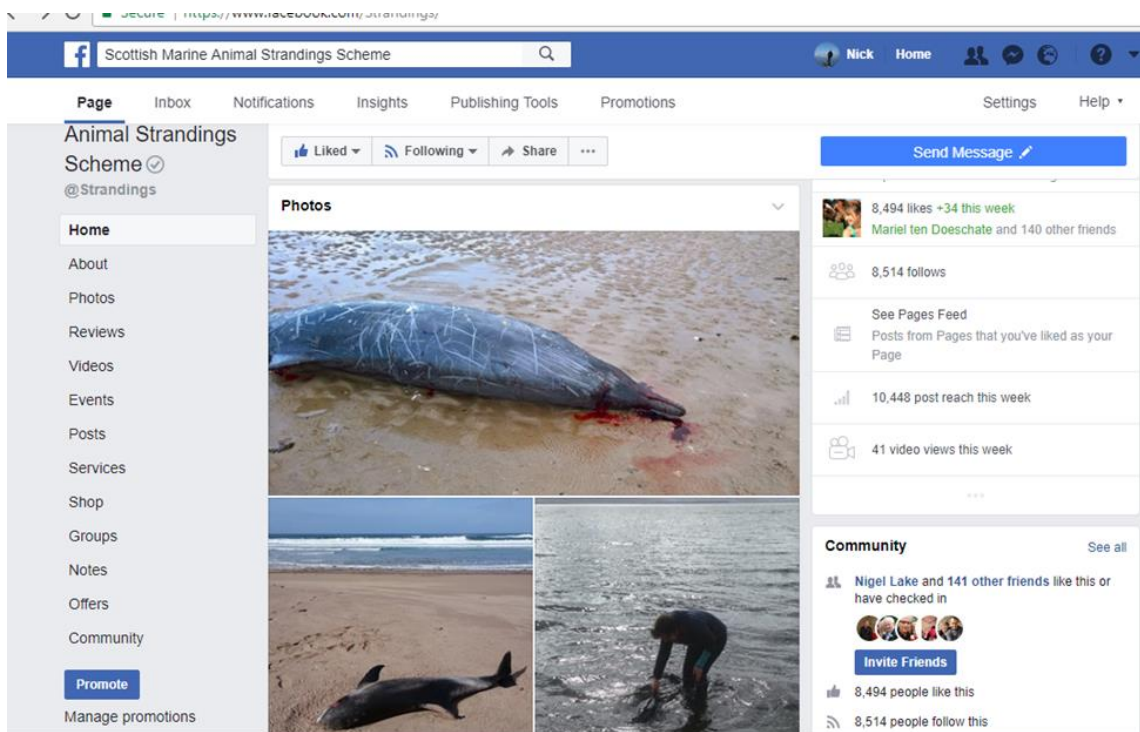 Secure | https://www.facebook.com/Strandings/
Scottish Marine Animal Strandings Scheme
Nick Home
Page Inbox Notifications Insights Publishing Tools Promotions Settings Help
Animal Strandings
Scheme
@Strandings
Home
About
Photos
Reviews
Videos
Events
Posts
Services
Shop
Groups
Notes
Offers
Community
Promote
Manage promotions
Liked Following Share ...
Photos
Send Message
8,494 likes +34 this week
Mariel ten Doeschate and 140 other friends
8,514 follows
See Pages Feed
Posts from Pages that you've liked as your
Page
10,448 post reach this week
41 video views this week
...
Community See all
Nigel Lake and 141 other friends like this or
have checked in
Invite Friends
8,494 people like this
8,514 people follow this